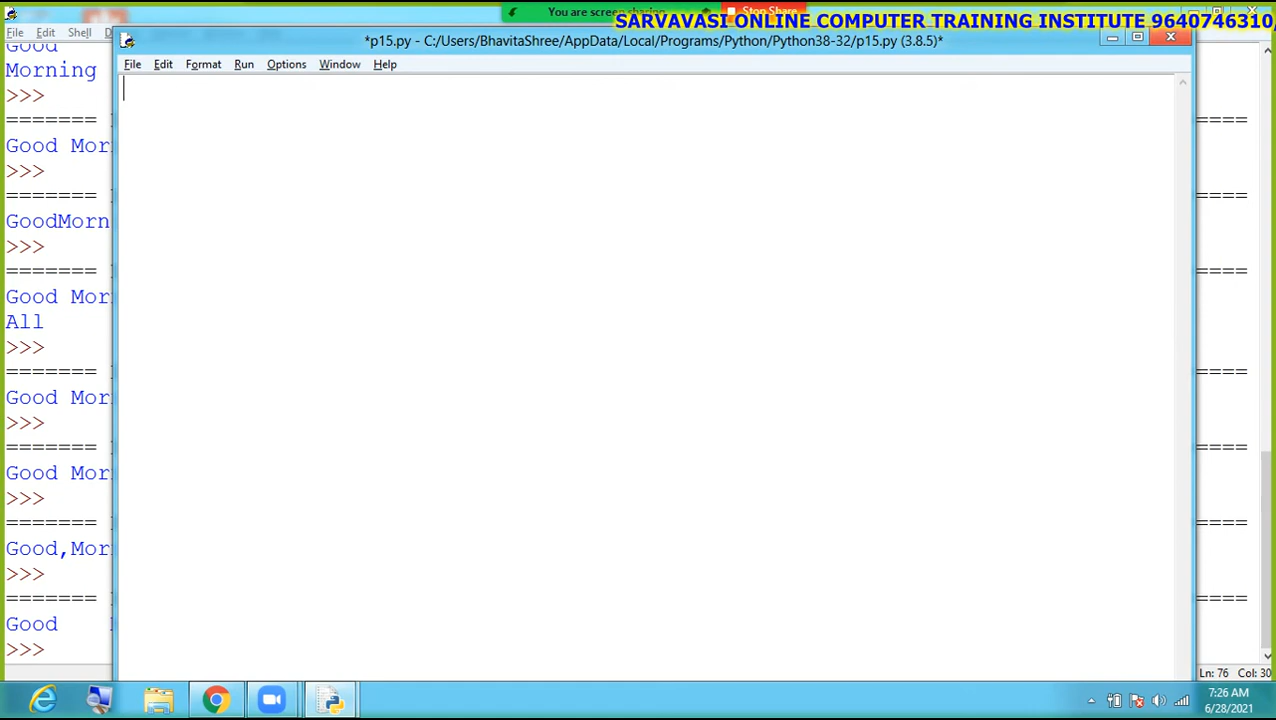 You are screen sharing
Stop Share
SARVAVASI ONLINE COMPUTER TRAINING INSTITUTE 9640746310,
File Edit Shell
*p15.py - C:/Users/BhavitaShree/AppData/Local/Programs/Python/Python38-32/p15.py (3.8.5)*
File Edit Format Run Options Window Help
Good
Morning
>>>
=======
Good Mor
>>>
=======
GoodMorn
>>>
=======
Good Mor
All
>>>
=======
Good Mor
>>>
=======
Good Mor
>>>
=======
Good,Mor
>>>
=======
Good
>>>
Ln: 76 Col: 30
7:26 AM
6/28/2021